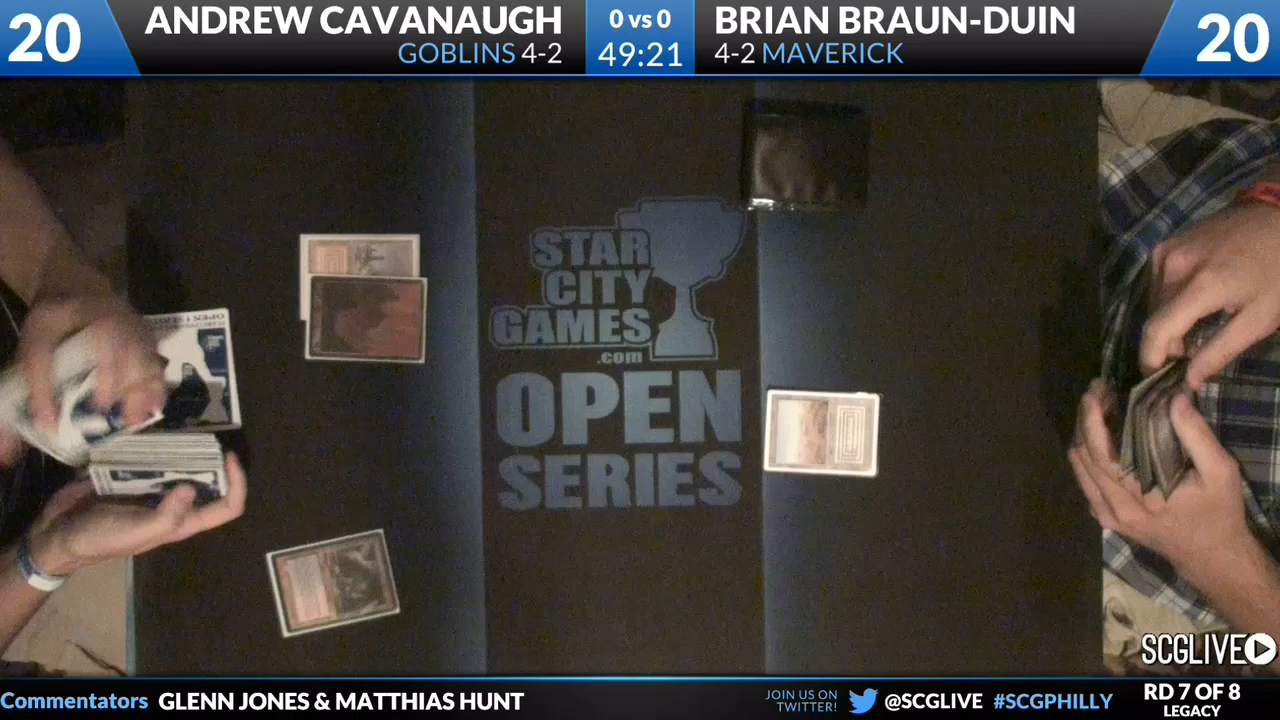 20
ANDREW CAVANAUGH
GOBLINS 4-2
0 vs 0
49:21
BRIAN BRAUN-DUIN
4-2 MAVERICK
20
STAR
CITY
GAMES
.com
OPEN
SERIES
SCGLIVE
Commentators GLENN JONES & MATTHIAS HUNT
JOIN US ON
TWITTER!
@SCGLIVE #SCGPHILLY
RD 7 OF 8
LEGACY